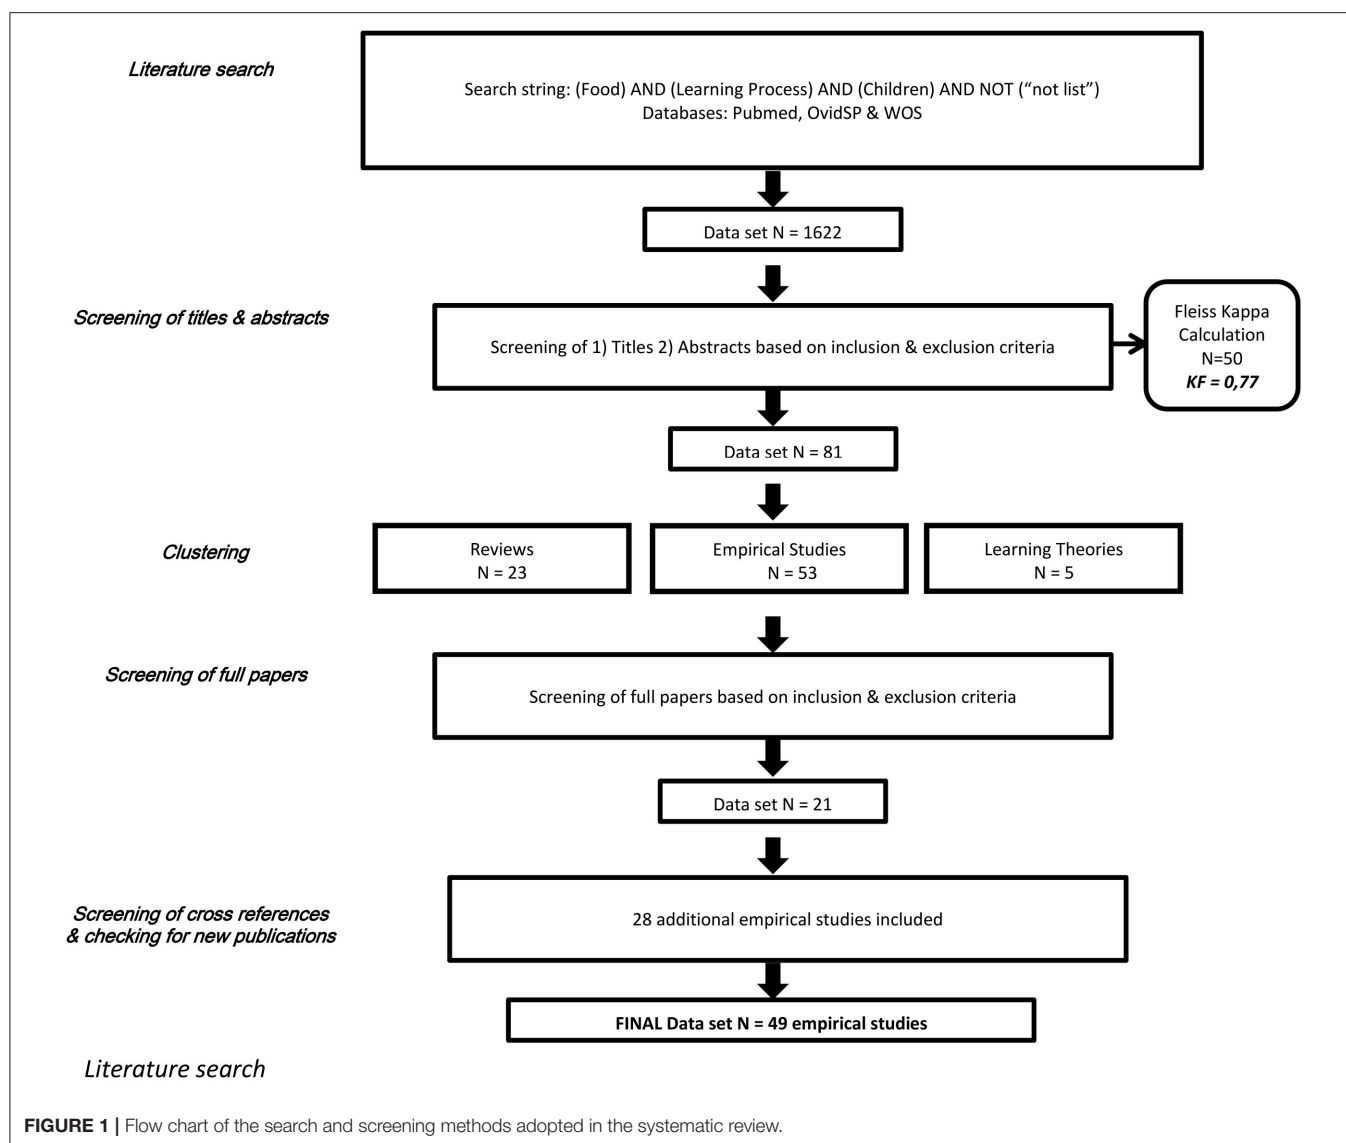 Literature search
Search string: (Food) AND (Learning Process) AND (Children) AND NOT (“not list”)
Databases: Pubmed, OvidSP & WOS
Data set N = 1622
Screening of titles & abstracts
Screening of 1) Titles 2) Abstracts based on inclusion & exclusion criteria
Fleiss Kappa
Calculation
N=50
KF = 0,77
Data set N = 81
Clustering
Reviews
N = 23
Empirical Studies
N = 53
Learning Theories
N = 5
Screening of full papers
Screening of full papers based on inclusion & exclusion criteria
Data set N = 21
Screening of cross references
& checking for new publications
28 additional empirical studies included
FINAL Data set N = 49 empirical studies
Literature search
FIGURE 1 | Flow chart of the search and screening methods adopted in the systematic review.